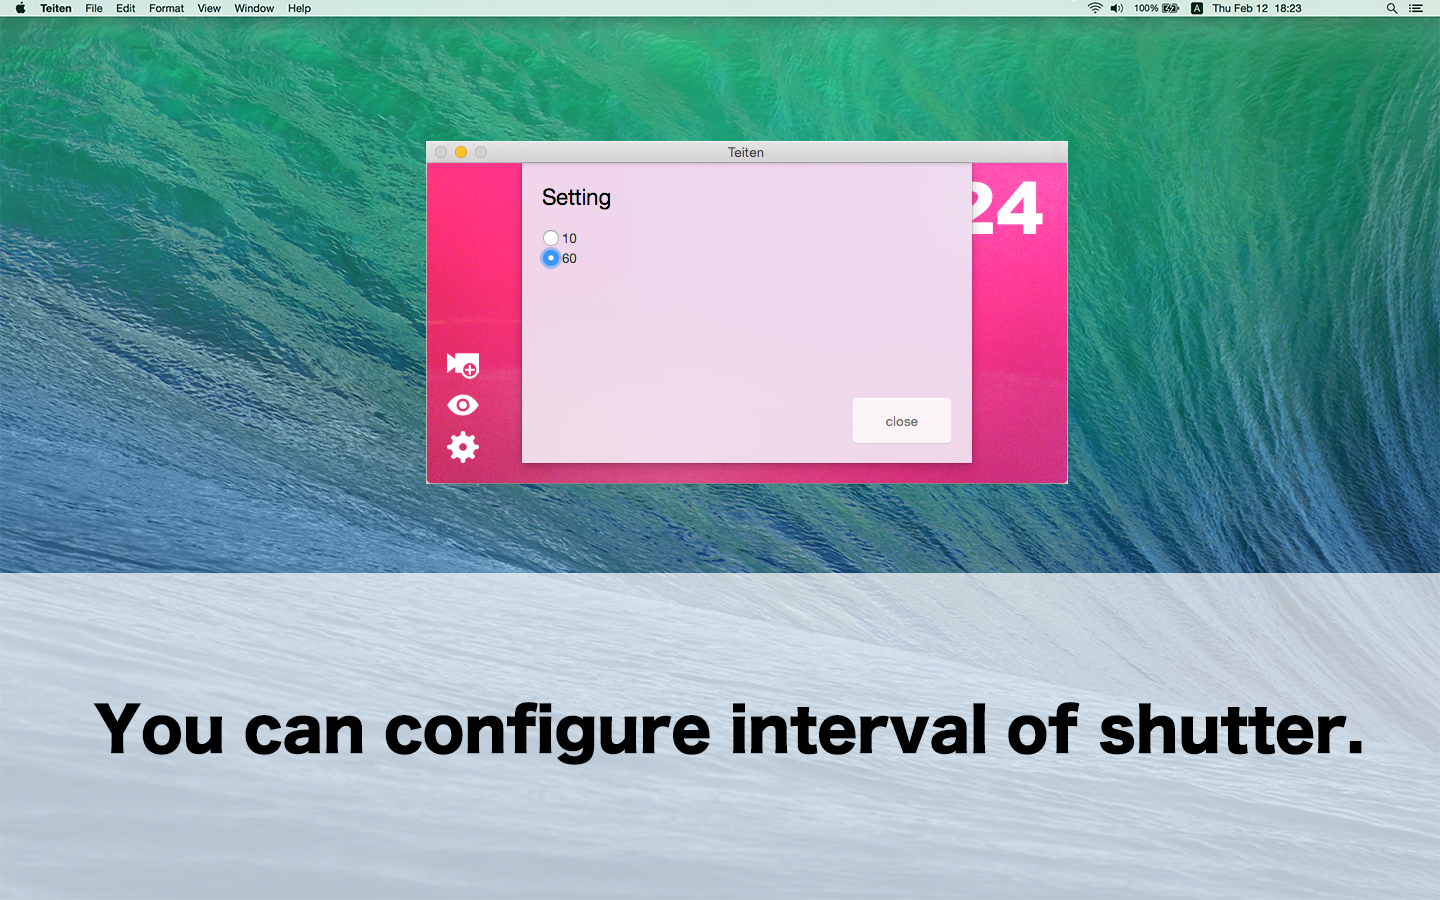 Teiten File Edit Format View Window Help 100% A Thu Feb 12 18:23
Teiten
Setting
24
10
60
close
You can configure interval of shutter.